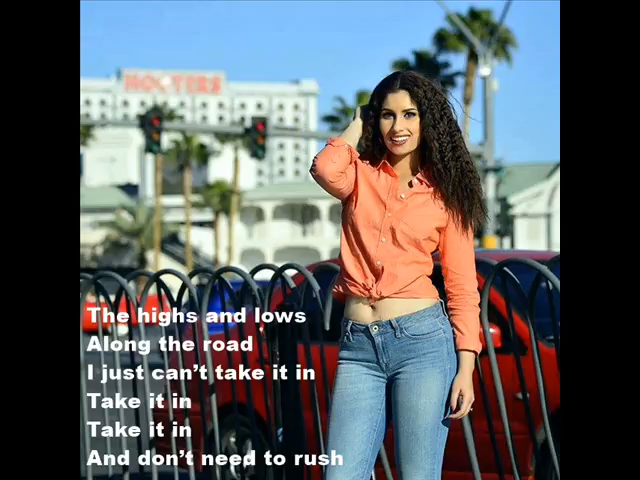 HOOTERS
The highs and lows
Along the road
I just can't take it in
Take it in
Take it in
And don't need to rush